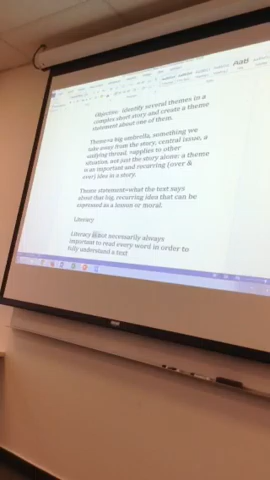 Objective: identify several themes in a
complex short story and create a theme
statement about one of them.
Theme=a big umbrella, something we
take away from the story, central issue, a
unifying thread, =applies to other
situation, not just the story alone; a theme
is an important and recurring (over &
over) idea in a story.
Theme statement=what the text says
about that big, recurring idea that can be
expressed as a lesson or moral.
Literacy
Literacy is not necessarily always
important to read every word in order to
fully understand a text